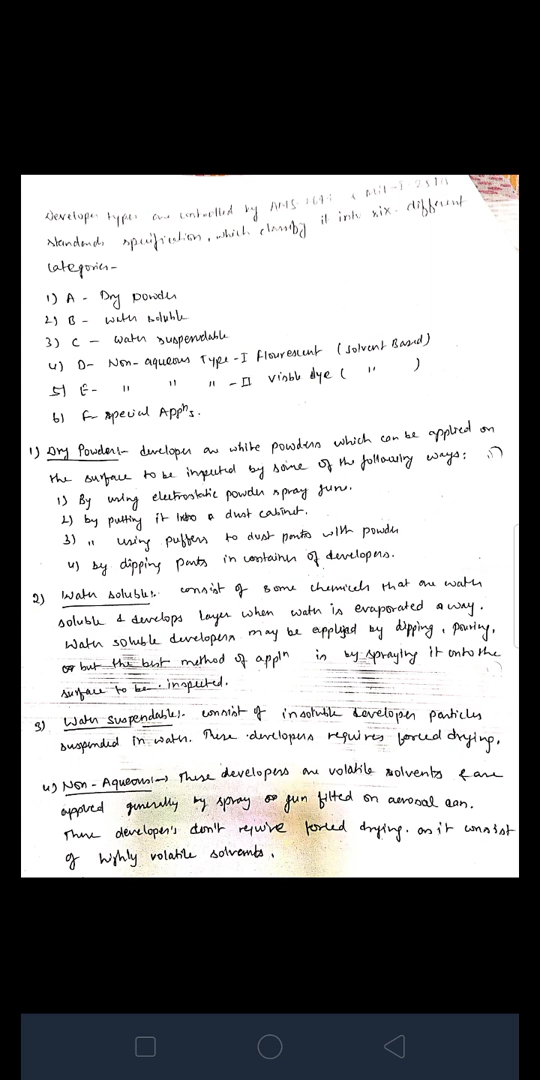 Developer types are controlled by AMS-
standards specification, which classify it into six different
categories-
1) A - Dry powder
2) B - water soluble
3) C - water suspendable
4) D- Non-aqueous Type-I Flourescent (Solvent Based)
5) E- " " " -II visible dye ( " )
6) F- special Appⁿs.
1) Dry Powder:- developer are white powders which can be applied on
the surface to be inspected by some of the following ways:
1) By using electrostatic powder spray gun.
2) by putting it into a dust cabinet.
3) " using puffers to dust parts with powder
4) by dipping parts in container of developers.
2) Water soluble:- consist of some chemicals that are water
soluble & develops layer when water is evaporated away.
Water soluble developers may be applied by dipping, pouring,
or but the best method of applⁿ is by spraying it onto the
surface to be inspected.
3) Water suspendable:- consist of insoluble developer particles
suspended in water. These developers requires forced drying.
4) Non-Aqueous:→ These developers are volatile solvents & are
applied generally by spray or gun fitted on aerosal can.
These developer's don't require forced drying. as it consist
of highly volatile solvents.